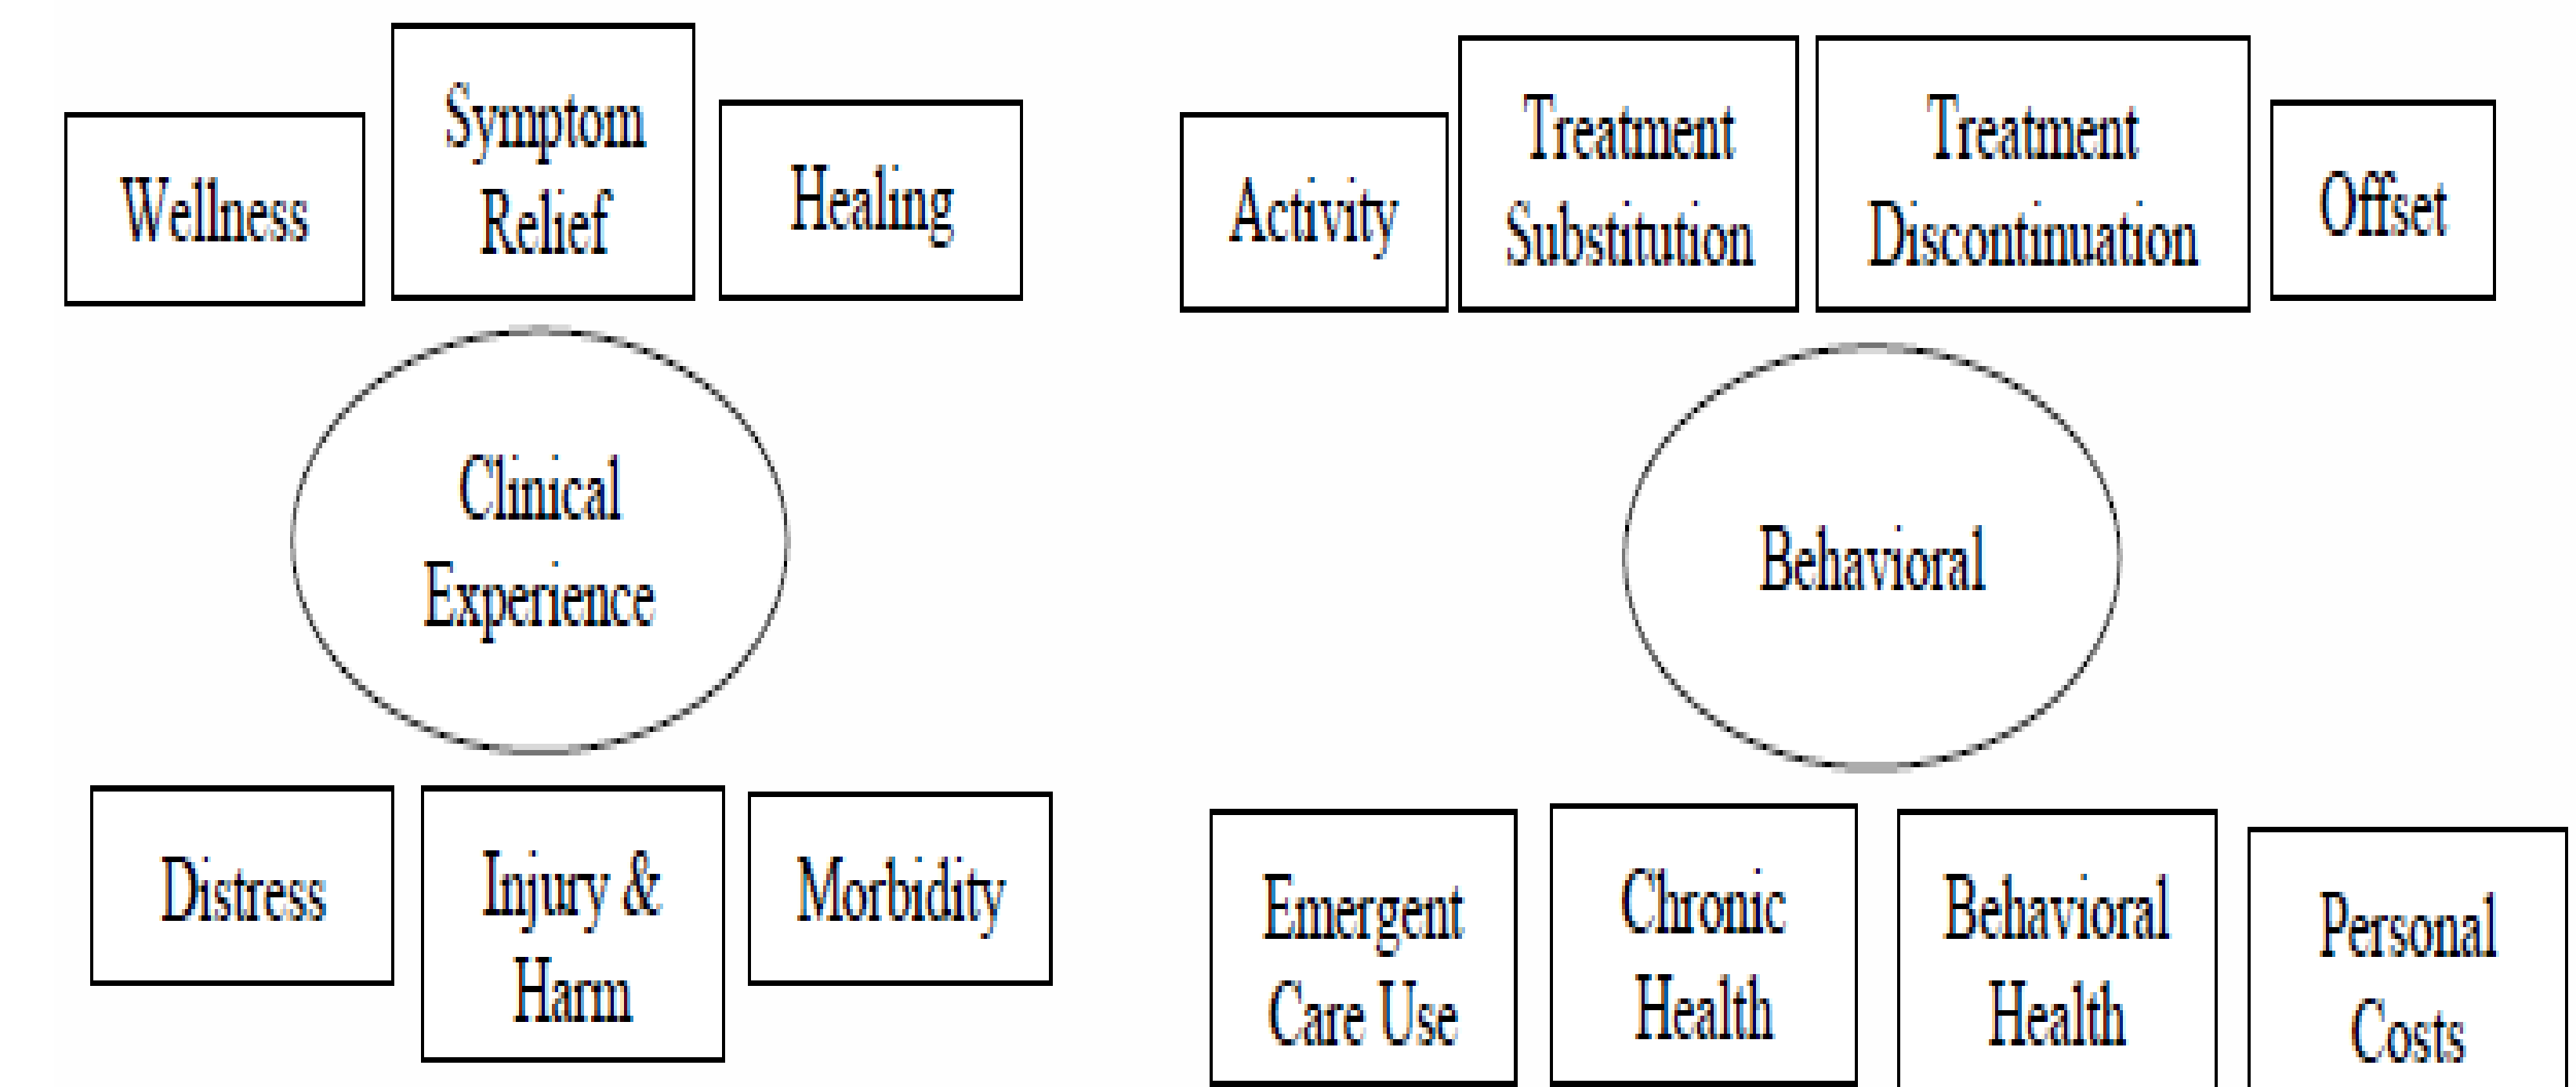 Wellness
Symptom
Relief
Healing
Clinical
Experience
Distress
Injury &
Harm
Morbidity
Activity
Treatment
Substitution
Treatment
Discontinuation
Offset
Behavioral
Emergent
Care Use
Chronic
Health
Behavioral
Health
Personal
Costs